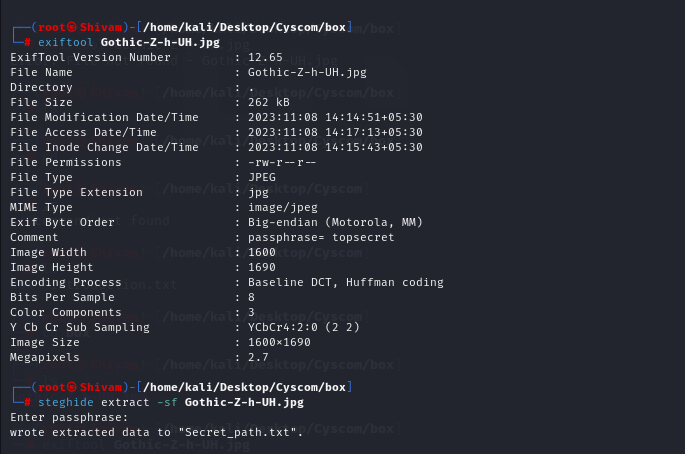 ┌──(root㉿Shivam)-[/home/kali/Desktop/Cyscom/box]
└─# exiftool Gothic-Z-h-UH.jpg
ExifTool Version Number         : 12.65
File Name                       : Gothic-Z-h-UH.jpg
Directory                       : .
File Size                       : 262 kB
File Modification Date/Time     : 2023:11:08 14:14:51+05:30
File Access Date/Time           : 2023:11:08 14:17:13+05:30
File Inode Change Date/Time     : 2023:11:08 14:15:43+05:30
File Permissions                : -rw-r--r--
File Type                       : JPEG
File Type Extension             : jpg
MIME Type                       : image/jpeg
Exif Byte Order                 : Big-endian (Motorola, MM)
Comment                         : passphrase= topsecret
Image Width                     : 1600
Image Height                    : 1690
Encoding Process                : Baseline DCT, Huffman coding
Bits Per Sample                 : 8
Color Components                : 3
Y Cb Cr Sub Sampling            : YCbCr4:2:0 (2 2)
Image Size                      : 1600×1690
Megapixels                      : 2.7
┌──(root㉿Shivam)-[/home/kali/Desktop/Cyscom/box]
└─# steghide extract -sf Gothic-Z-h-UH.jpg
Enter passphrase:
wrote extracted data to "Secret_path.txt".